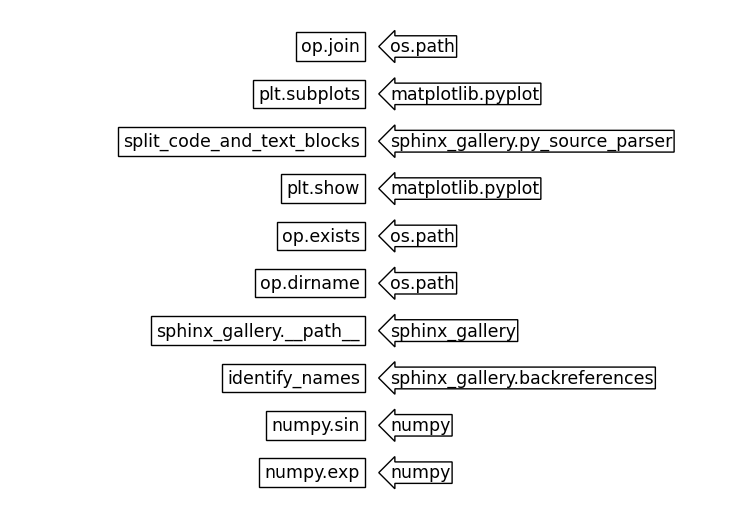 op.join os.path
plt.subplots matplotlib.pyplot
split_code_and_text_blocks sphinx_gallery.py_source_parser
plt.show matplotlib.pyplot
op.exists os.path
op.dirname os.path
sphinx_gallery.__path__ sphinx_gallery
identify_names sphinx_gallery.backreferences
numpy.sin numpy
numpy.exp numpy